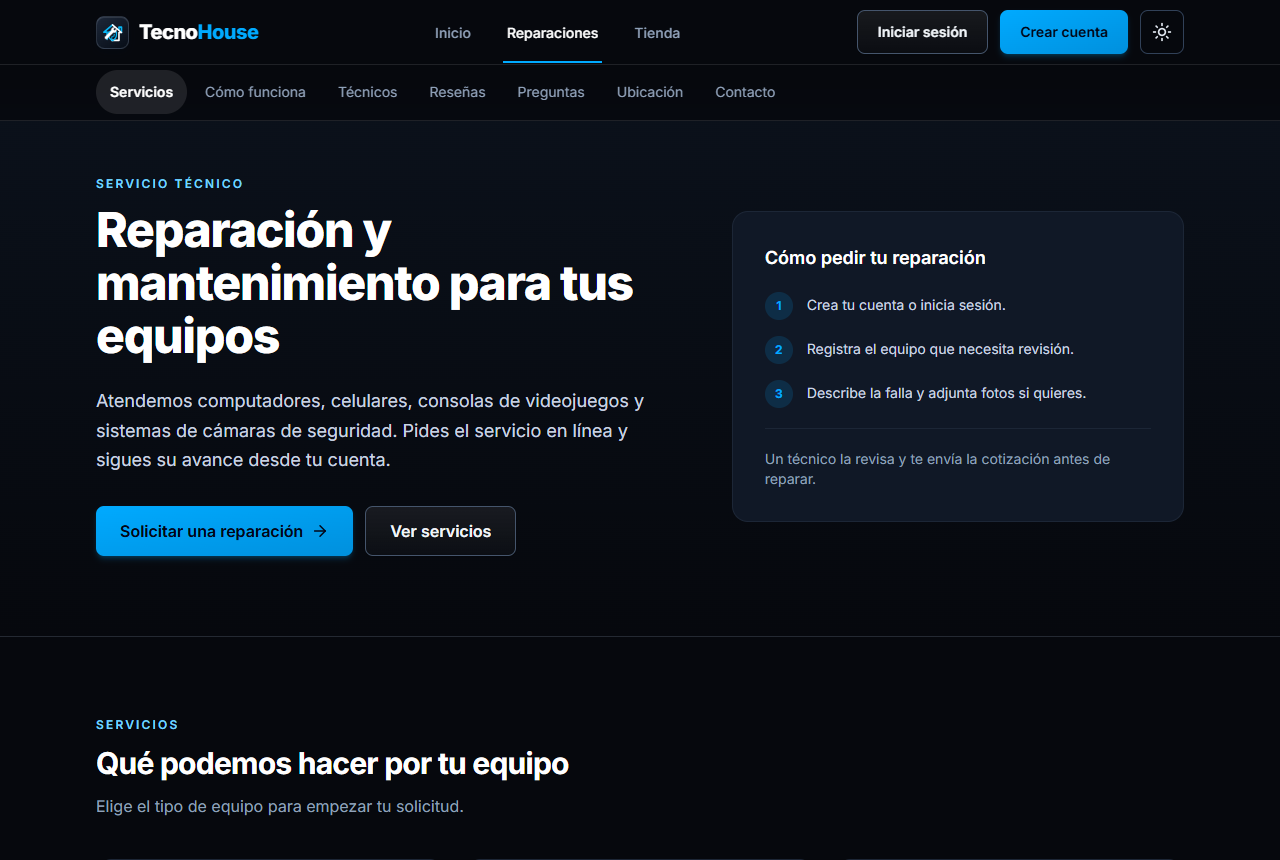 TecnoHouse
Inicio
Reparaciones
Tienda
Iniciar sesión
Crear cuenta
Servicios
Cómo funciona
Técnicos
Reseñas
Preguntas
Ubicación
Contacto
SERVICIO TÉCNICO
Reparación y
mantenimiento para tus
equipos
Atendemos computadores, celulares, consolas de videojuegos y
sistemas de cámaras de seguridad. Pides el servicio en línea y
sigues su avance desde tu cuenta.
Solicitar una reparación
Ver servicios
Cómo pedir tu reparación
1 Crea tu cuenta o inicia sesión.
2 Registra el equipo que necesita revisión.
3 Describe la falla y adjunta fotos si quieres.
Un técnico la revisa y te envía la cotización antes de
reparar.
SERVICIOS
Qué podemos hacer por tu equipo
Elige el tipo de equipo para empezar tu solicitud.